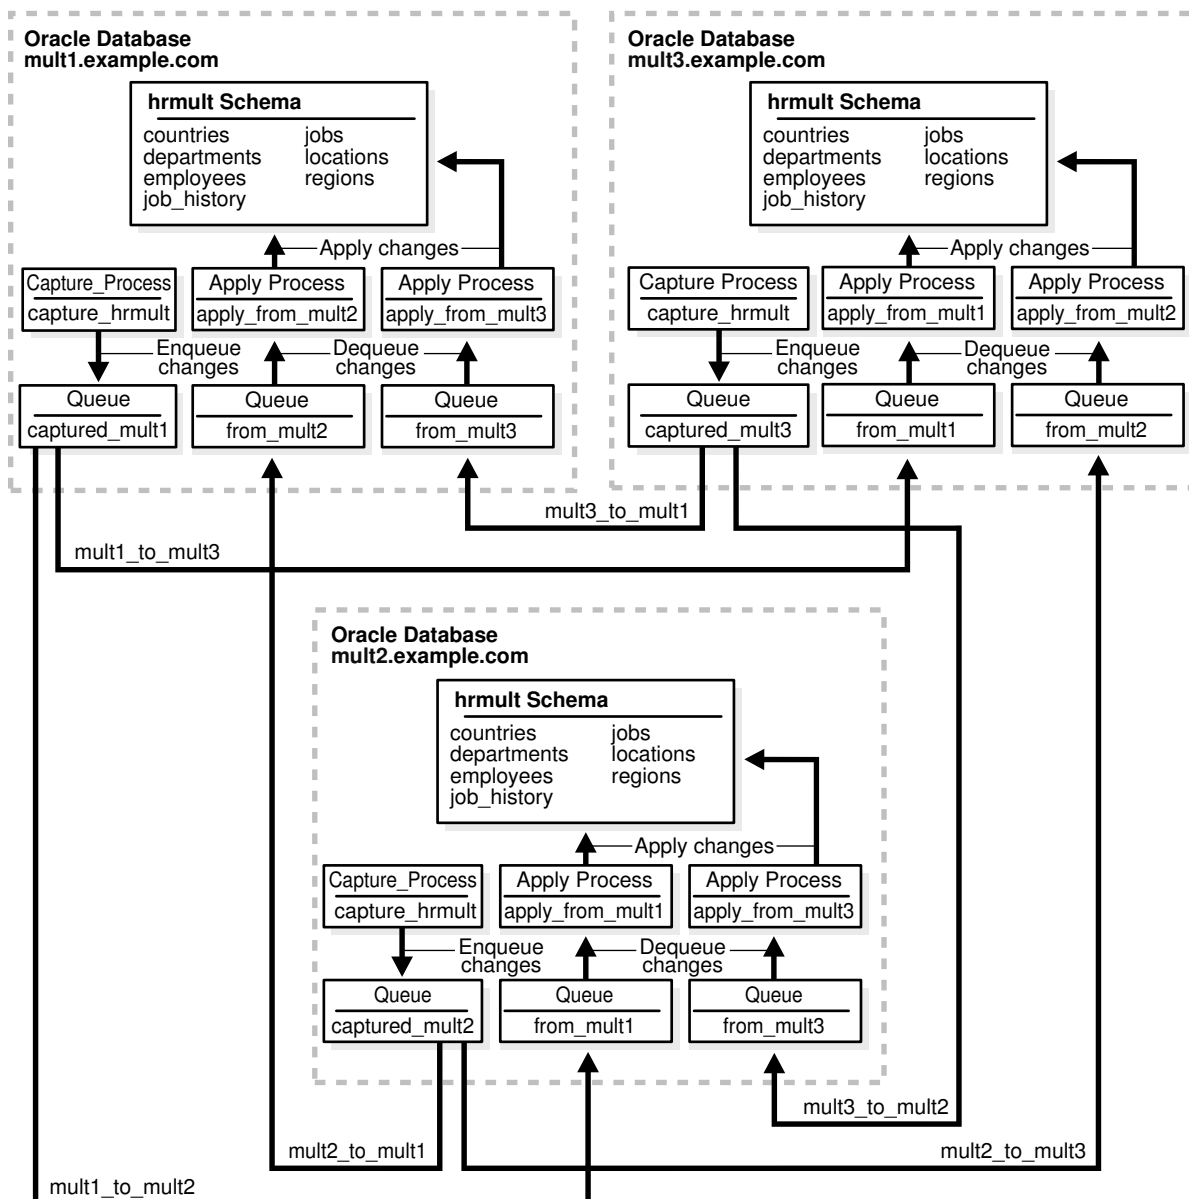 Oracle Database
mult1.example.com
hrmult Schema
countries jobs
departments locations
employees regions
job_history
Apply changes
Capture_Process
capture_hrmult
Apply Process
apply_from_mult2
Apply Process
apply_from_mult3
Enqueue
changes
Dequeue
changes
Queue
captured_mult1
Queue
from_mult2
Queue
from_mult3
Oracle Database
mult3.example.com
hrmult Schema
countries jobs
departments locations
employees regions
job_history
Apply changes
Capture Process
capture_hrmult
Apply Process
apply_from_mult1
Apply Process
apply_from_mult2
Enqueue
changes
Dequeue
changes
Queue
captured_mult3
Queue
from_mult1
Queue
from_mult2
mult3_to_mult1
mult1_to_mult3
Oracle Database
mult2.example.com
hrmult Schema
countries jobs
departments locations
employees regions
job_history
Apply changes
Capture_Process
capture_hrmult
Apply Process
apply_from_mult1
Apply Process
apply_from_mult3
Enqueue
changes
Dequeue
changes
Queue
captured_mult2
Queue
from_mult1
Queue
from_mult3
mult3_to_mult2
mult2_to_mult1
mult2_to_mult3
mult1_to_mult2